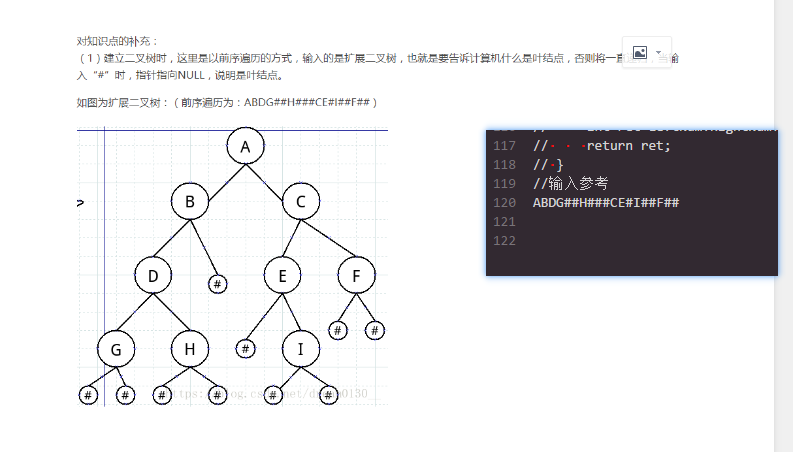 对知识点的补充：
（1）建立二叉树时，这里是以前序遍历的方式，输入的是扩展二叉树，也就是要告诉计算机什么是叶结点，否则将一直 当输
入“#”时，指针指向NULL，说明是叶结点。
如图为扩展二叉树：（前序遍历为：ABDG##H###CE#I##F##）
A
B C
D # E F
G H # I # #
# # # # # #
117 // return ret;
118 // }
119 //输入参考
120 ABDG##H###CE#I##F##
121
122